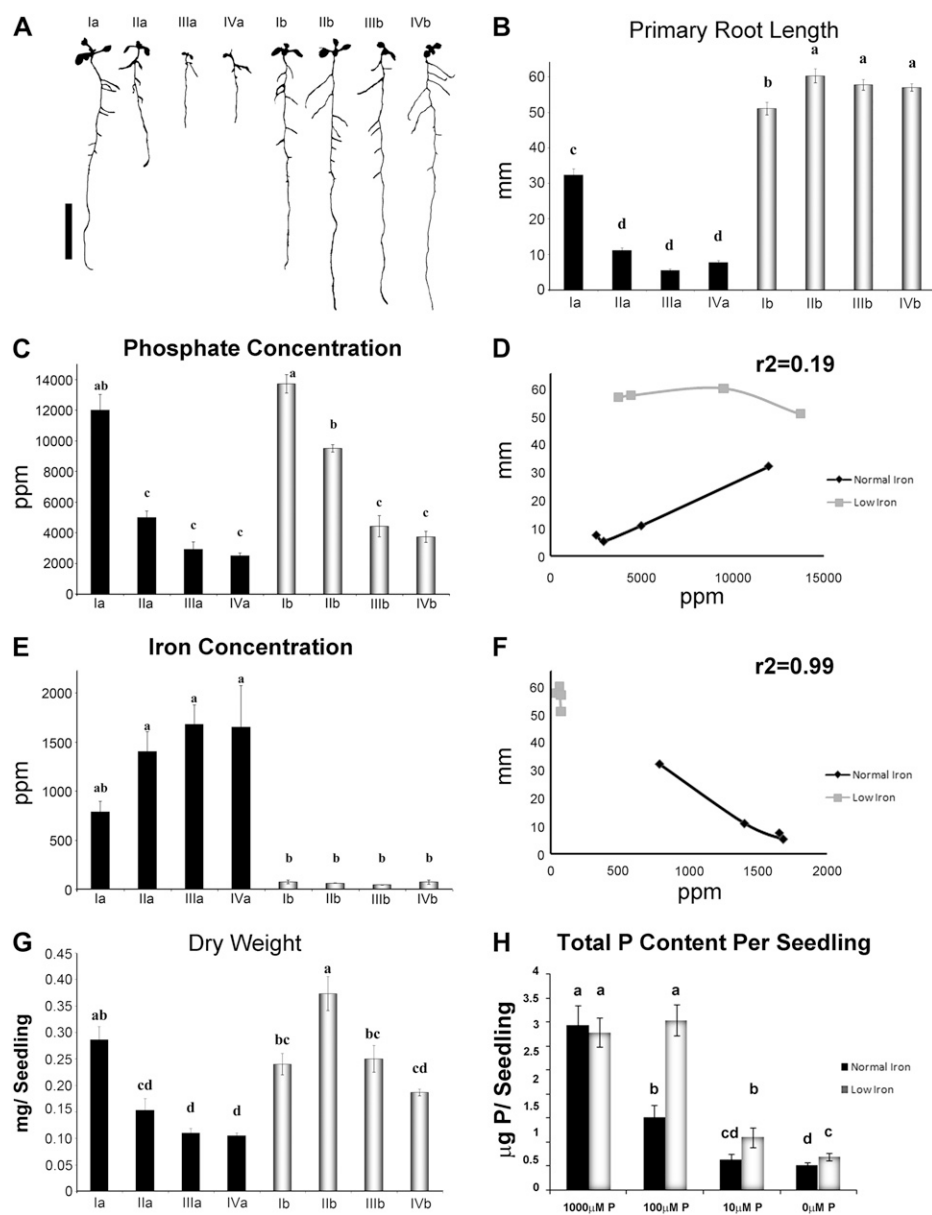 A
Ia IIa IIIa IVa Ib IIb IIIb IVb
B
Primary Root Length
mm
60
50
40
30
20
10
0
c d d d b a a a
Ia IIa IIIa IVa Ib IIb IIIb IVb
C
Phosphate Concentration
ppm
14000
12000
10000
8000
6000
4000
2000
0
ab c c c a b c c
Ia IIa IIIa IVa Ib IIb IIIb IVb
D
r2=0.19
mm
60
50
40
30
20
10
0
0 5000 10000 15000
ppm
Normal Iron
Low Iron
E
Iron Concentration
ppm
2000
1500
1000
500
0
ab a a a b b b b
Ia IIa IIIa IVa Ib IIb IIIb IVb
F
r2=0.99
mm
60
50
40
30
20
10
0
0 500 1000 1500 2000
ppm
Normal Iron
Low Iron
G
Dry Weight
mg/ Seedling
0.45
0.40
0.35
0.30
0.25
0.20
0.15
0.10
0.05
0.00
ab cd d d bc a bc cd
Ia IIa IIIa IVa Ib IIb IIIb IVb
H
Total P Content Per Seedling
µg P/ Seedling
4
3
3
2.5
2
1.5
1
0.5
0
a a b a cd b d c
1000µM P 100µM P 10µM P 0µM P
Normal Iron
Low Iron